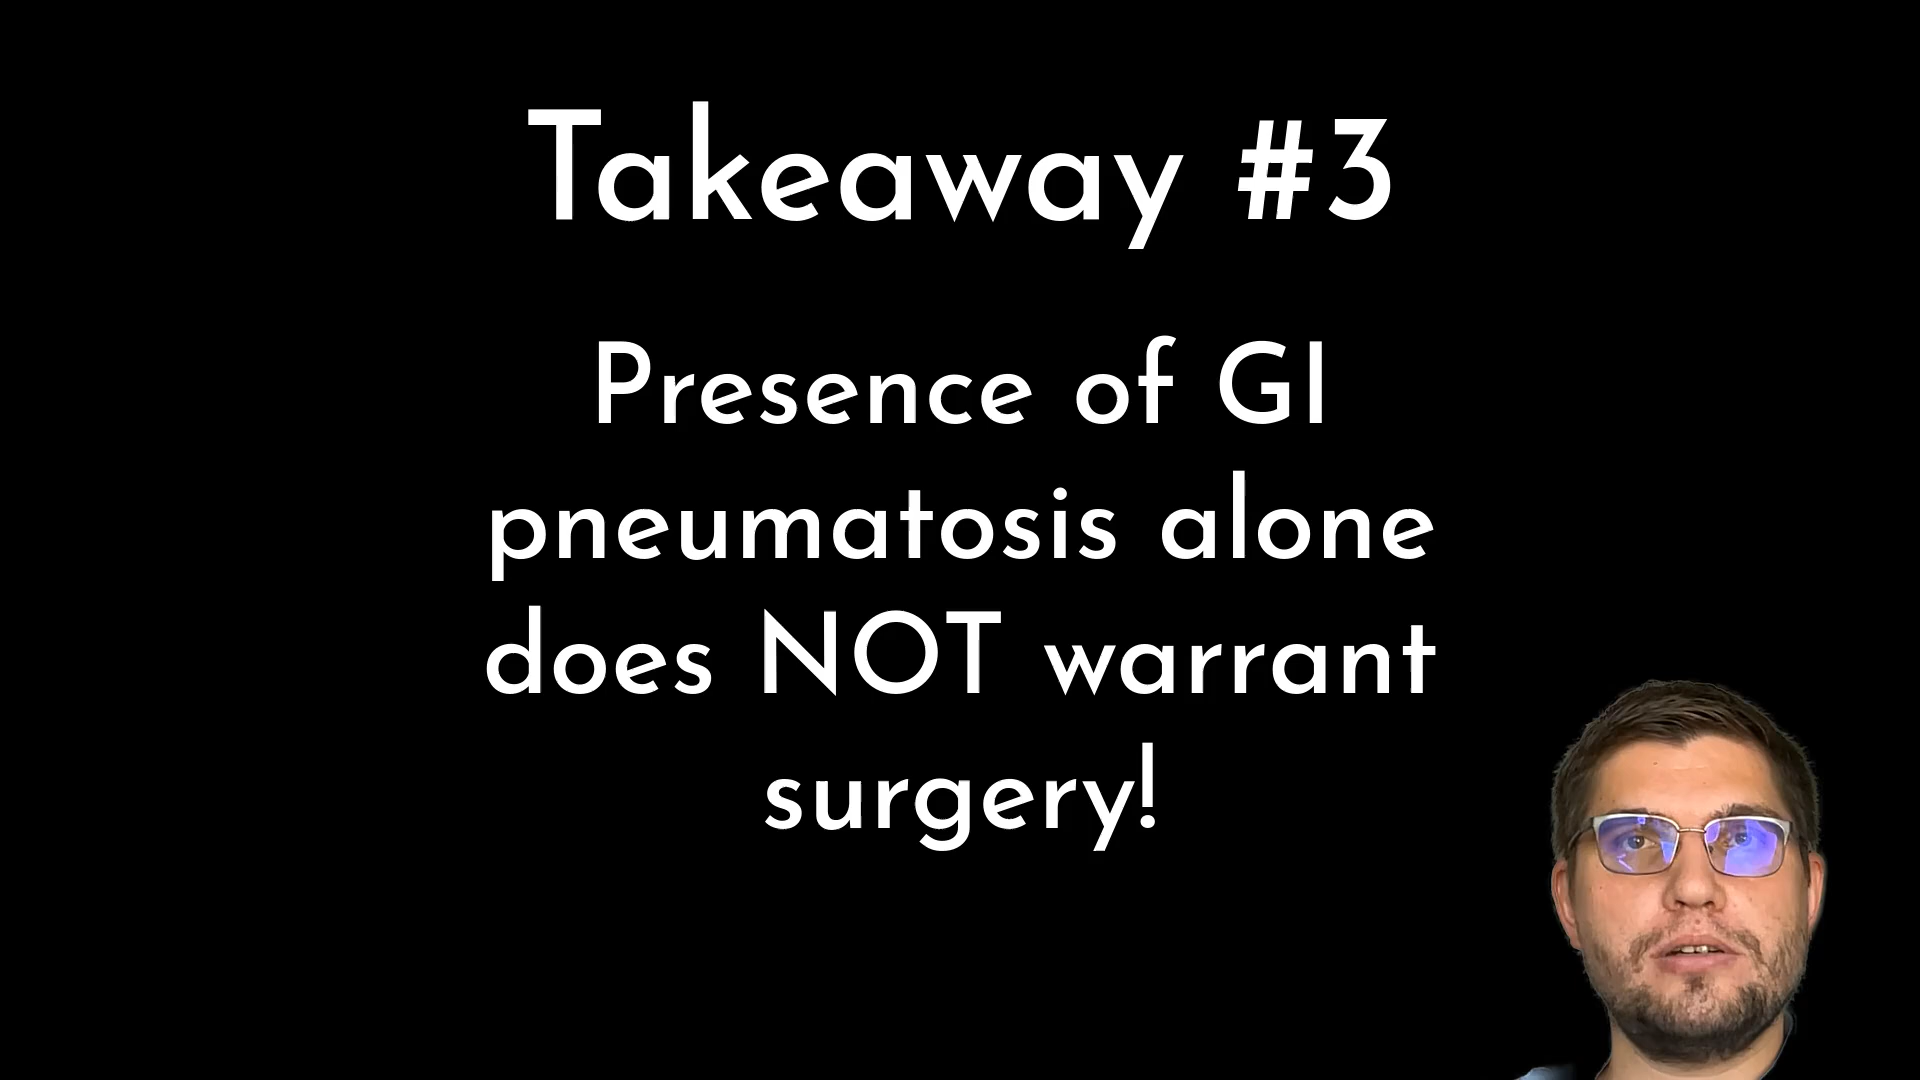 Takeaway #3
Presence of GI
pneumatosis alone
does NOT warrant
surgery!